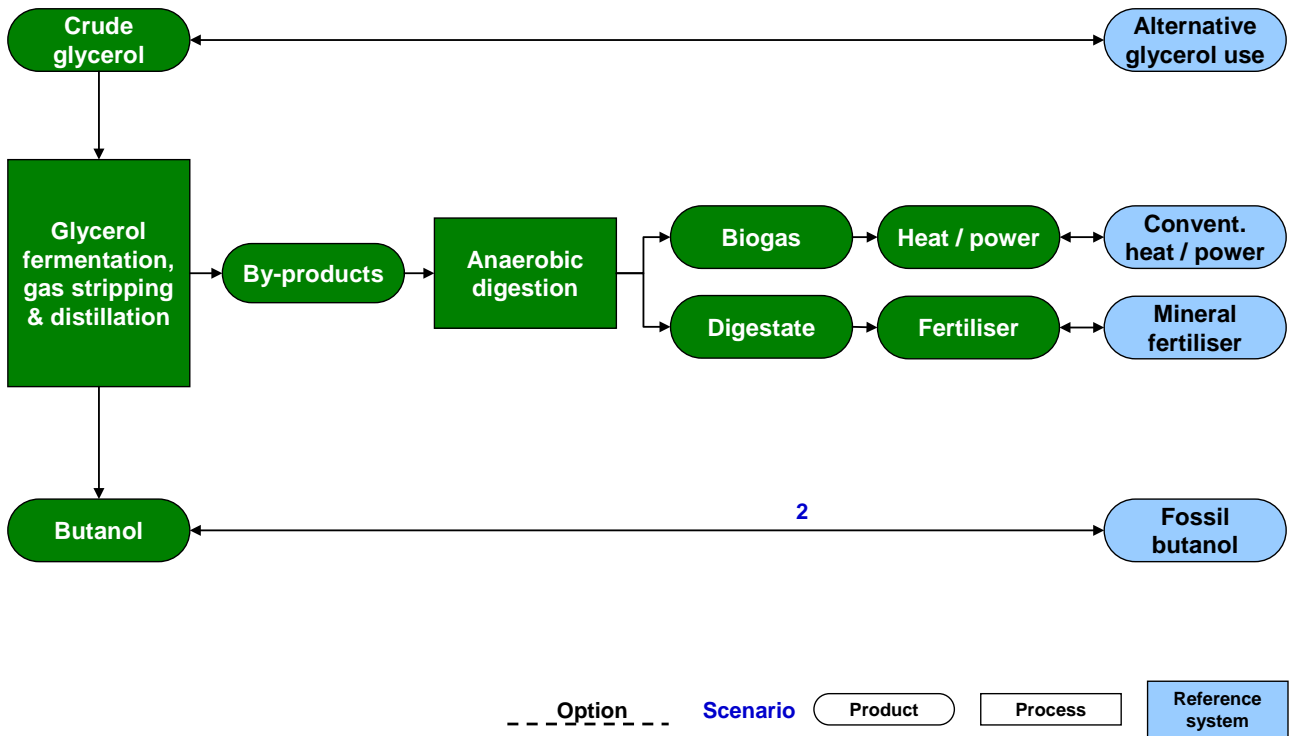 Crude
glycerol
Alternative
glycerol use
Glycerol
fermentation,
gas stripping
& distillation
By-products
Anaerobic
digestion
Biogas
Heat / power
Convent.
heat / power
Digestate
Fertiliser
Mineral
fertiliser
Butanol
2
Fossil
butanol
Option
Scenario
Product
Process
Reference
system